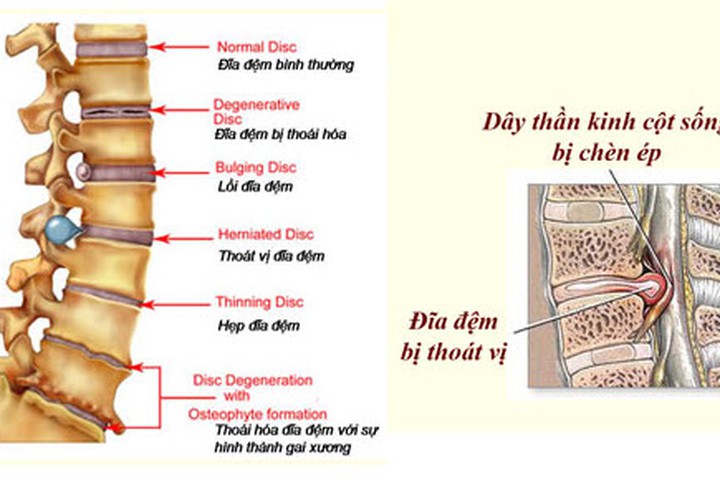 Normal Disc
Đĩa đệm bình thường
Degenerative
Disc
Đĩa đệm bị thoái hóa
Bulging Disc
Lồi đĩa đệm
Herniated Disc
Thoát vị đĩa đệm
Thinning Disc
Hẹp đĩa đệm
Disc Degeneration
with
Osteophyte formation
Thoái hóa đĩa đệm với sự
hình thành gai xương
Dây thần kinh cột sống
bị chèn ép
Đĩa đệm
bị thoát vị